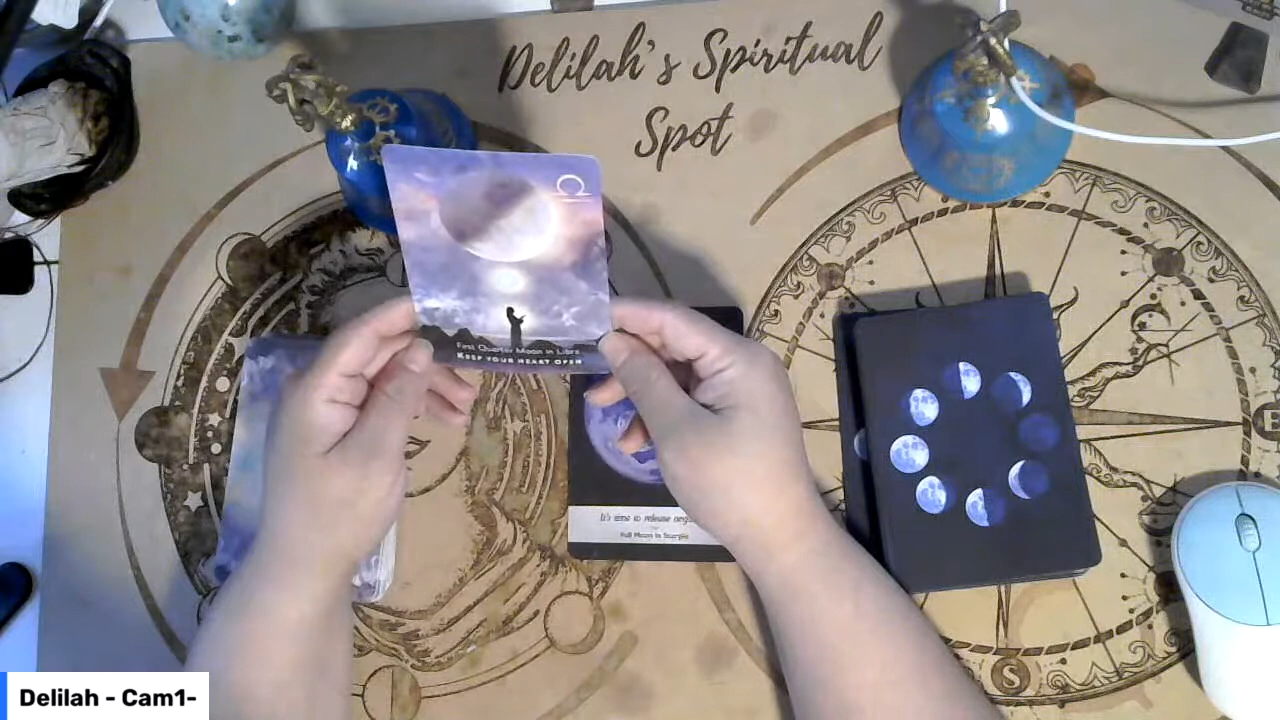 Delilah's Spiritual
Spot
First Quarter Moon in Libra
KEEP YOUR HEART OPEN
It's time to release
Full Moon in Scorpio
E
S
Delilah - Cam1-